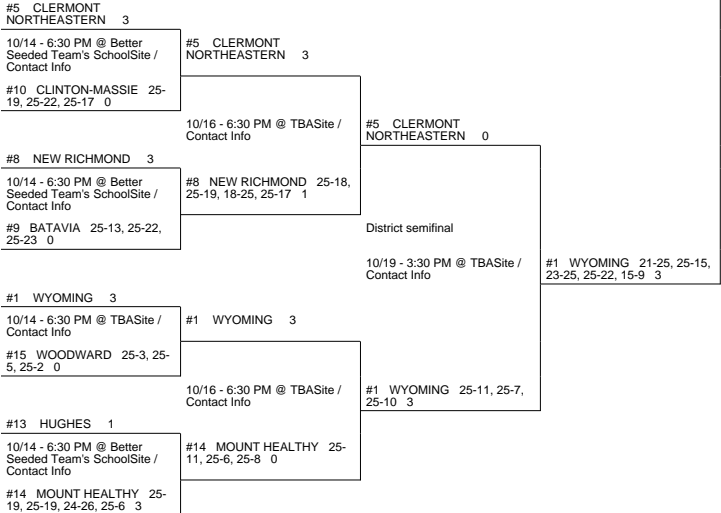 #5 CLERMONT
NORTHEASTERN 3
10/14 - 6:30 PM @ Better
Seeded Team's SchoolSite /
Contact Info
#10 CLINTON-MASSIE 25-
19, 25-22, 25-17 0
#5 CLERMONT
NORTHEASTERN 3
10/16 - 6:30 PM @ TBASite /
Contact Info
#8 NEW RICHMOND 3
10/14 - 6:30 PM @ Better
Seeded Team's SchoolSite /
Contact Info
#9 BATAVIA 25-13, 25-22,
25-23 0
#8 NEW RICHMOND 25-18,
25-19, 18-25, 25-17 1
#5 CLERMONT
NORTHEASTERN 0
District semifinal
10/19 - 3:30 PM @ TBASite /
Contact Info
#1 WYOMING 21-25, 25-15,
23-25, 25-22, 15-9 3
#1 WYOMING 3
10/14 - 6:30 PM @ TBASite /
Contact Info
#15 WOODWARD 25-3, 25-
5, 25-2 0
#1 WYOMING 3
10/16 - 6:30 PM @ TBASite /
Contact Info
#1 WYOMING 25-11, 25-7,
25-10 3
#13 HUGHES 1
10/14 - 6:30 PM @ Better
Seeded Team's SchoolSite /
Contact Info
#14 MOUNT HEALTHY 25-
19, 25-19, 24-26, 25-6 3
#14 MOUNT HEALTHY 25-
11, 25-6, 25-8 0